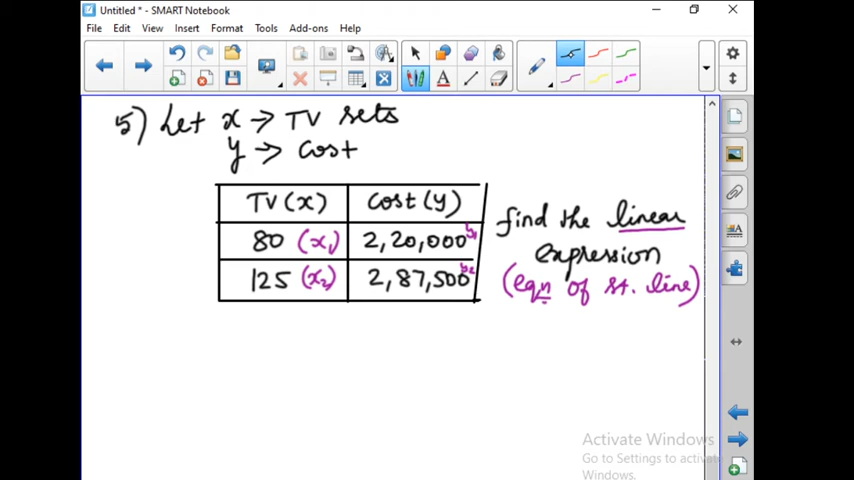 Untitled * - SMART Notebook
File Edit View Insert Format Tools Add-ons Help
5) Let x → TV sets
y → cost
TV (x) Cost (y)
80 (x1) 2,20,000 y1
125 (x2) 2,87,500 y2
find the linear
expression
(eqn of st. line)
Activate Windows
Go to Settings to activate
Windows.